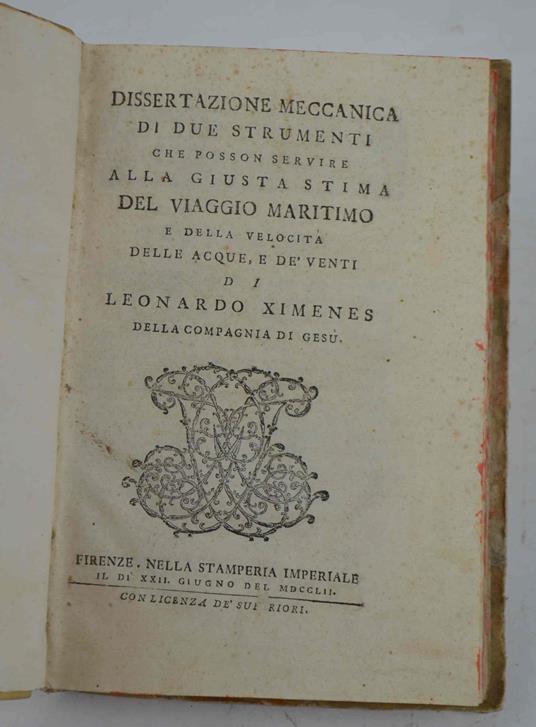 DISSERTAZIONE MECCANICA
DI DUE STRUMENTI
CHE POSSON SERVIRE
ALLA GIUSTA STIMA
DEL VIAGGIO MARITIMO
E DELLA VELOCITÀ
DELLE ACQUE, E DE' VENTI
DI
LEONARDO XIMENES
DELLA COMPAGNIA DI GESÙ.
FIRENZE. NELLA STAMPERIA IMPERIALE
IL DÌ XXII. GIUGNO DEL MDCCLII.
CON LICENZA DE' SUPERIORI.